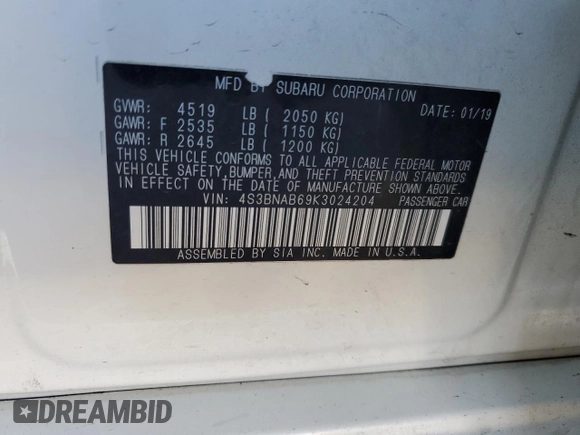 MFD BY SUBARU CORPORATION
GVWR: 4519 LB ( 2050 KG) DATE: 01/19
GAWR: F 2535 LB ( 1150 KG)
GAWR: R 2645 LB ( 1200 KG)
THIS VEHICLE CONFORMS TO ALL APPLICABLE FEDERAL MOTOR
VEHICLE SAFETY, BUMPER, AND THEFT PREVENTION STANDARDS
IN EFFECT ON THE DATE OF MANUFACTURE SHOWN ABOVE.
VIN: 4S3BNAB69K3024204 PASSENGER CAR
ASSEMBLED BY SIA INC. MADE IN U.S.A.
DREAMBID